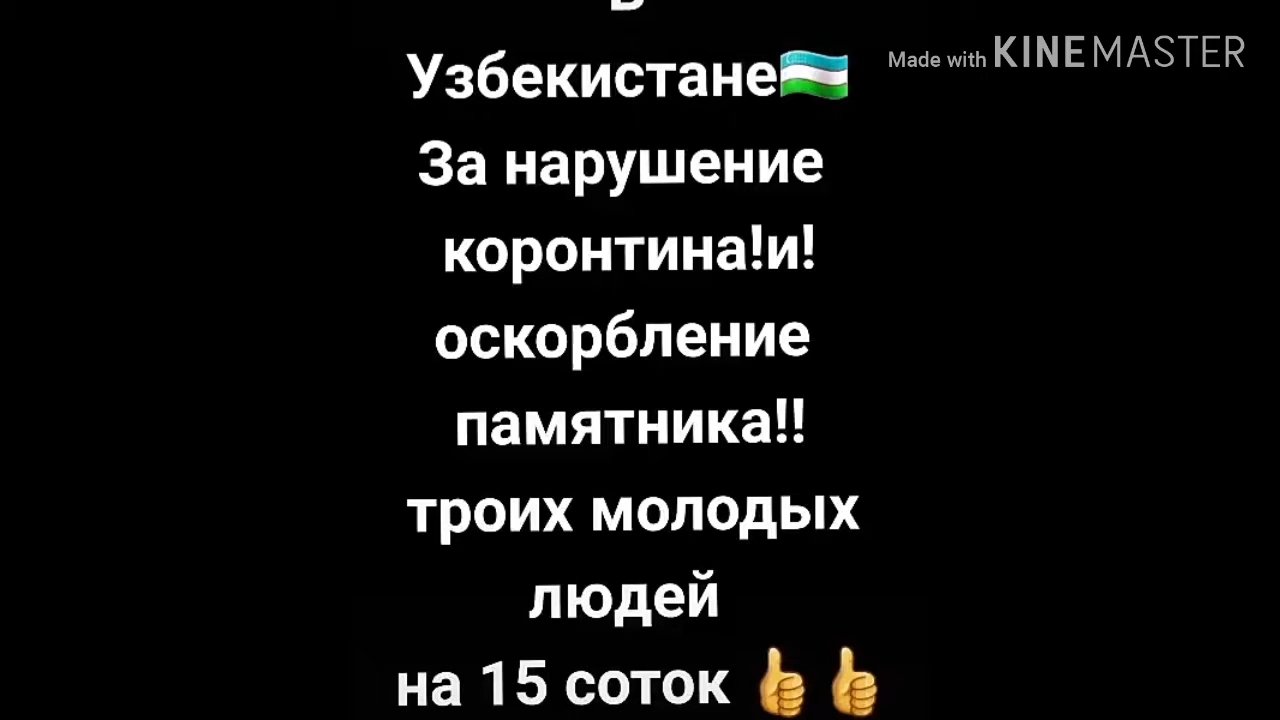 Made with KINEMASTER
Узбекистане🇺🇿
За нарушение
коронтина!и!
оскорбление
памятника!!
троих молодых
людей
на 15 соток 👍👍